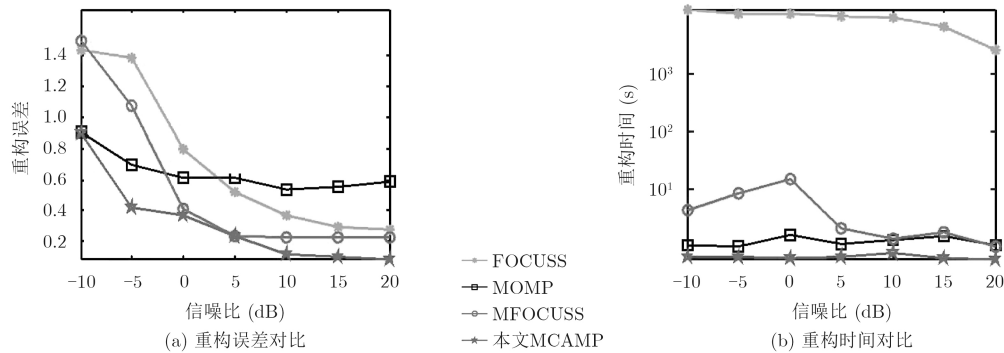 1.4
1.2
1.0
0.8
0.6
0.4
0.2
重构误差
-10 -5 0 5 10 15 20
信噪比 (dB)
(a) 重构误差对比
FOCUSS
MOMP
MFOCUSS
本文MCAMP
10³
10²
10¹
重构时间 (s)
-10 -5 0 5 10 15 20
信噪比 (dB)
(b) 重构时间对比